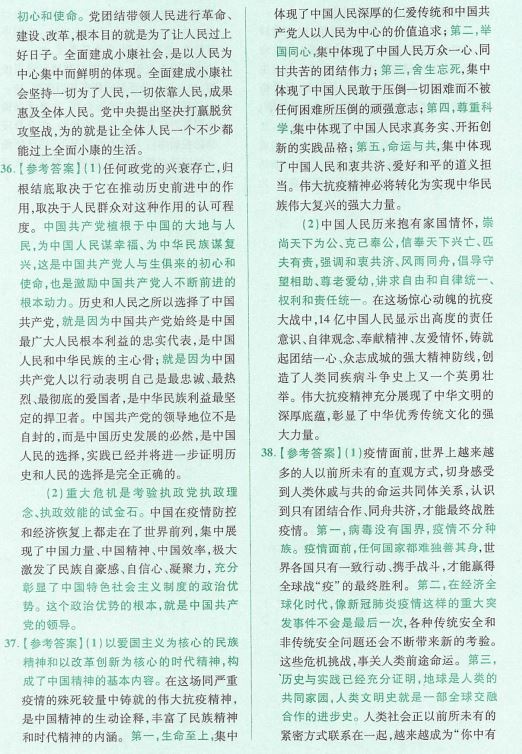 初心和使命。党团结带领人民进行革命、
建设、改革,根本目的就是为了让人民过上
好日子。全面建成小康社会,是以人民为
中心集中而鲜明的体现。全面建成小康社
会坚持一切为了人民,一切依靠人民,成果
惠及全体人民。党中央提出坚决打赢脱贫
攻坚战,为的就是让全体人民一个不少都
能过上全面小康的生活。
36.【参考答案】(1)任何政党的兴衰存亡,归
根结底取决于它在推动历史前进中的作
用,取决于人民群众对这种作用的认可程
度。中国共产党植根于中国的大地与人
民,为中国人民谋幸福、为中华民族谋复
兴,这是中国共产党人与生俱来的初心和
使命,也是激励中国共产党人不断前进的
根本动力。历史和人民之所以选择了中国
共产党,就是因为中国共产党始终是中国
最广大人民根本利益的忠实代表,是中国
人民和中华民族的主心骨;就是因为中国
共产党人以行动表明自己是最忠诚、最热
烈、最彻底的爱国者,是中华民族利益最坚
定的捍卫者。中国共产党的领导地位不是
自封的,而是中国历史发展的必然,是中国
人民的选择,实践已经并将进一步证明历
史和人民的选择是完全正确的。
(2)重大危机是考验执政党执政理
念、执政效能的试金石。中国在疫情防控
和经济恢复上都走在了世界前列,集中展
现了中国力量、中国精神、中国效率,极大
激发了民族自豪感、自信心、凝聚力,充分
彰显了中国特色社会主义制度的政治优
势。这个政治优势的根本,就是中国共产
党的领导。
37.【参考答案】(1)以爱国主义为核心的民族
精神和以改革创新为核心的时代精神,构
成了中国精神的基本内容。在这场同严重
疫情的殊死较量中铸就的伟大抗疫精神,
是中国精神的生动诠释,丰富了民族精神
和时代精神的内涵。第一,生命至上,集中
体现了中国人民深厚的仁爱传统和中国共
产党人以人民为中心的价值追求;第二,举
国同心,集中体现了中国人民万众一心、同
甘共苦的团结伟力;第三,舍生忘死,集中
体现了中国人民敢于压倒一切困难而不被
任何困难所压倒的顽强意志;第四,尊重科
学,集中体现了中国人民求真务实、开拓创
新的实践品格;第五,命运与共,集中体现
了中国人民和衷共济、爱好和平的道义担
当。伟大抗疫精神必将转化为实现中华民
族伟大复兴的强大力量。
(2)中国人民历来抱有家国情怀,崇
尚天下为公、克己奉公,信奉天下兴亡、匹
夫有责,强调和衷共济、风雨同舟,倡导守
望相助、尊老爱幼,讲求自由和自律统一、
权利和责任统一。在这场惊心动魄的抗疫
大战中,14亿中国人民显示出高度的责任
意识、自律观念、奉献精神、友爱情怀,铸就
起团结一心、众志成城的强大精神防线,创
造了人类同疾病斗争史上又一个英勇壮
举。伟大抗疫精神充分展现了中华文明的
深厚底蕴,彰显了中华优秀传统文化的强
大力量。
38.【参考答案】(1)疫情面前,世界上越来越
多的人以前所未有的直观方式,切身感受
到人类休戚与共的命运共同体关系,认识
到只有团结合作、同舟共济,才能最终战胜
疫情。第一,病毒没有国界,疫情不分种
族。疫情面前,任何国家都难独善其身,世
界各国只有一致行动、携手战斗,才能赢得
全球战“疫”的最终胜利。第二,在经济全
球化时代,像新冠肺炎疫情这样的重大突
发事件不会是最后一次,各种传统安全和
非传统安全问题还会不断带来新的考验。
这些危机挑战,事关人类前途命运。第三,
历史与实践已经充分证明,地球是人类的
共同家园,人类文明史就是一部全球交融
合作的进步史。人类社会正以前所未有的
紧密方式联系在一起,越来越成为“你中有